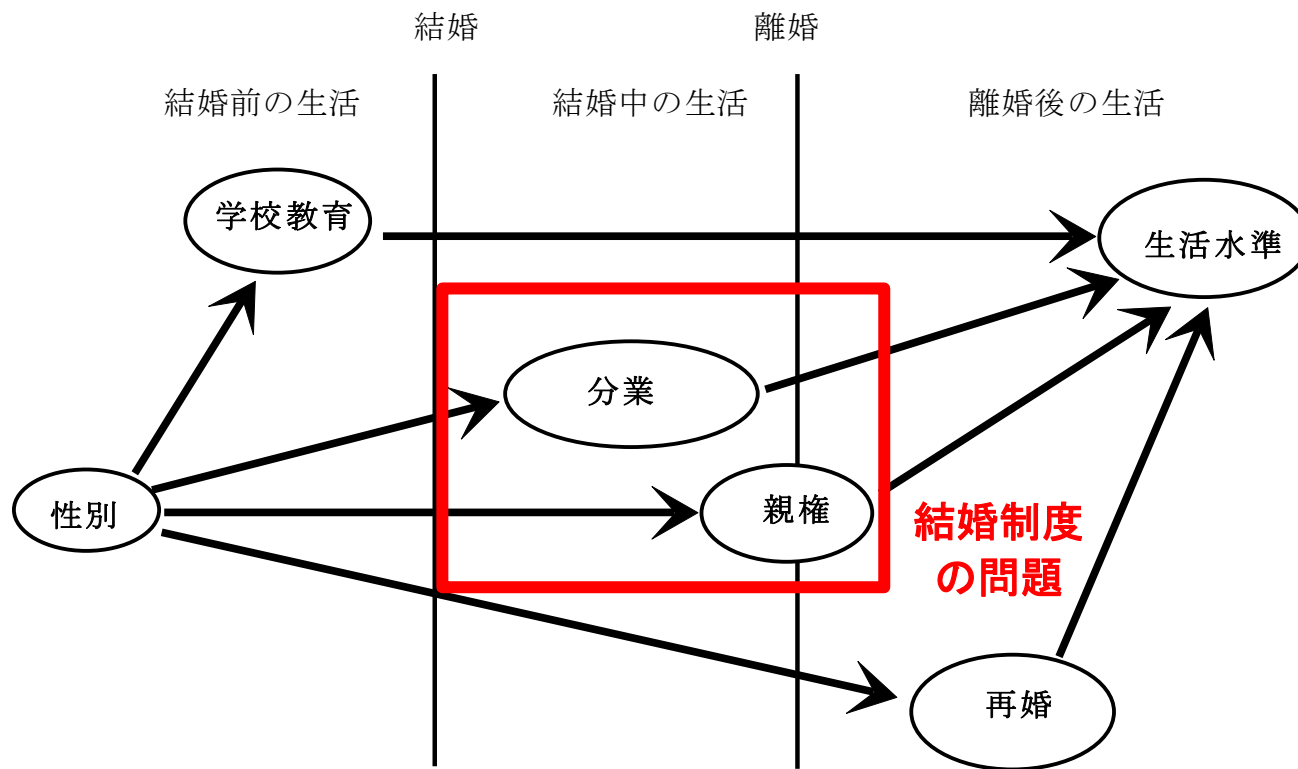 結婚
離婚
結婚前の生活
結婚中の生活
離婚後の生活
学校教育
生活水準
分業
性別
親権
結婚制度
の問題
再婚